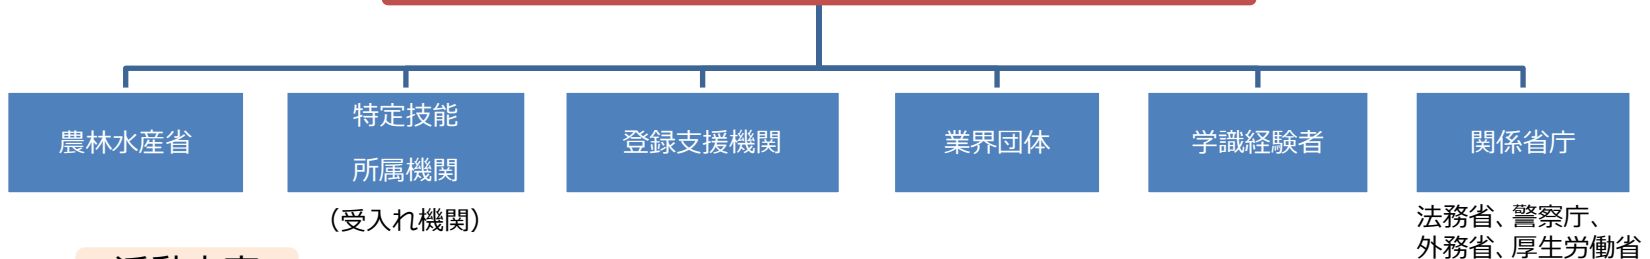 農林水産省
特定技能
所属機関
登録支援機関
業界団体
学識経験者
関係省庁
（受入れ機関）
法務省、警察庁、
外務省、厚生労働省